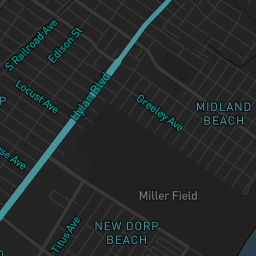 S Railroad Ave
Edison St
Locust Ave
Hylan Blvd
Greeley Ave
MIDLAND
BEACH
Miller Field
NEW DORP
BEACH
Titus Ave